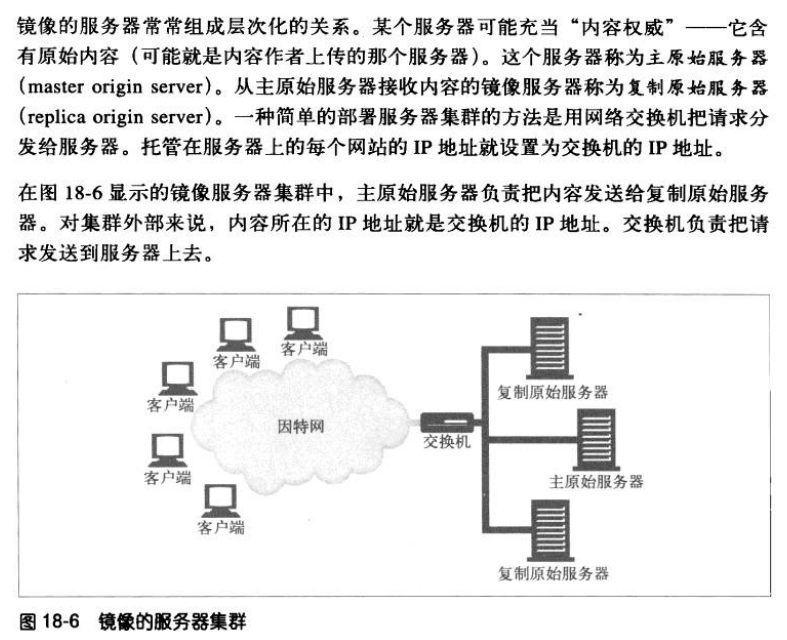 镜像的服务器常常组成层次化的关系。某个服务器可能充当“内容权威”——它含
有原始内容（可能就是内容作者上传的那个服务器）。这个服务器称为主原始服务器
（master origin server）。从主原始服务器接收内容的镜像服务器称为复制原始服务器
（replica origin server）。一种简单的部署服务器集群的方法是用网络交换机把请求分
发给服务器。托管在服务器上的每个网站的 IP 地址就设置为交换机的 IP 地址。
在图 18-6 显示的镜像服务器集群中，主原始服务器负责把内容发送给复制原始服务
器。对集群外部来说，内容所在的 IP 地址就是交换机的 IP 地址。交换机负责把请
求发送到服务器上去。
客户端
客户端
客户端
客户端
客户端
因特网
交换机
复制原始服务器
主原始服务器
复制原始服务器
图 18-6 镜像的服务器集群